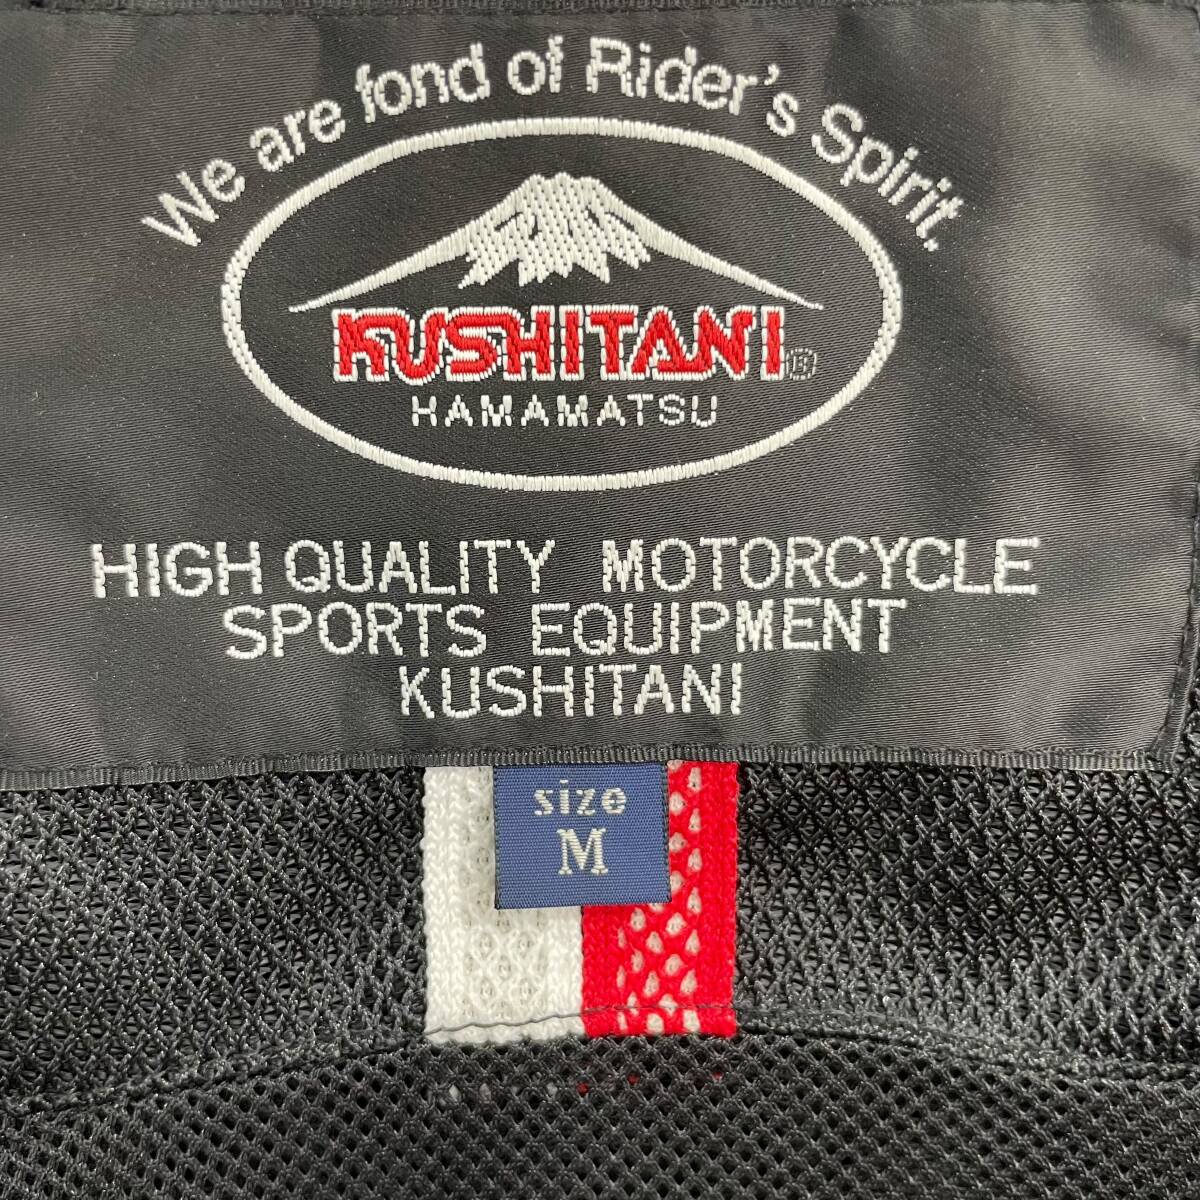 We are fond of Rider's Spirit.
KUSHITANI®
HAMAMATSU
HIGH QUALITY MOTORCYCLE
SPORTS EQUIPMENT
KUSHITANI
size
M